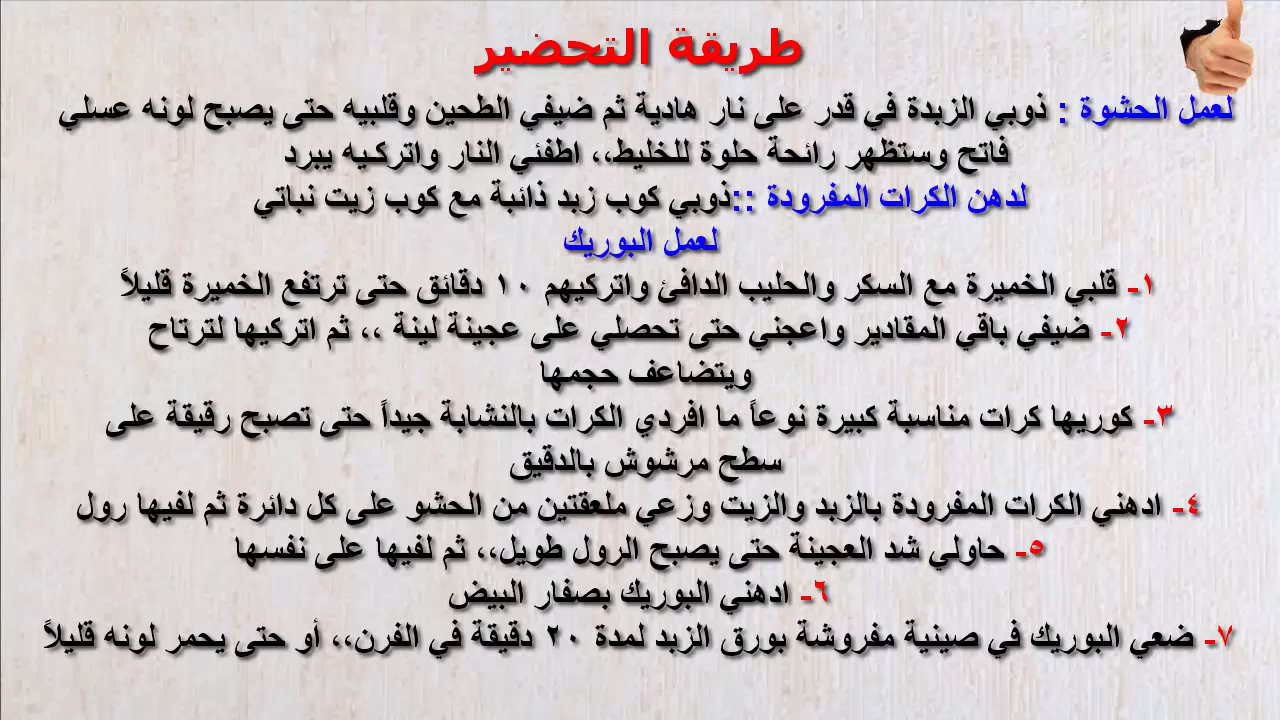 طريقة التحضير
لعمل الحشوة : ذوبي الزبدة في قدر على نار هادية ثم ضيفي الطحين وقلبيه حتى يصبح لونه عسلي
فاتح وستظهر رائحة حلوة للخليط،، اطفئي النار واتركيه يبرد
لدهن الكرات المفرودة ::ذوبي كوب زبد ذائبة مع كوب زيت نباتي
لعمل البوريك
١- قلبي الخميرة مع السكر والحليب الدافئ واتركيهم ١٠ دقائق حتى ترتفع الخميرة قليلاً
٢- ضيفي باقي المقادير واعجني حتى تحصلي على عجينة لينة ،، ثم اتركيها لترتاح
ويتضاعف حجمها
٣- كوريها كرات مناسبة كبيرة نوعاً ما افردي الكرات بالنشابة جيداً حتى تصبح رقيقة على
سطح مرشوش بالدقيق
٤- ادهني الكرات المفرودة بالزبد والزيت وزعي ملعقتين من الحشو على كل دائرة ثم لفيها رول
٥- حاولي شد العجينة حتى يصبح الرول طويل،، ثم لفيها على نفسها
٦- ادهني البوريك بصفار البيض
٧- ضعي البوريك في صينية مفروشة بورق الزبد لمدة ٢٠ دقيقة في الفرن،، أو حتى يحمر لونه قليلاً